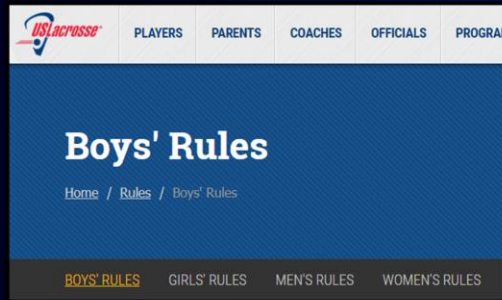 USLacrosse PLAYERS PARENTS COACHES OFFICIALS PROGRA
Boys' Rules
Home / Rules / Boys' Rules
BOYS' RULES GIRLS' RULES MEN'S RULES WOMEN'S RULES